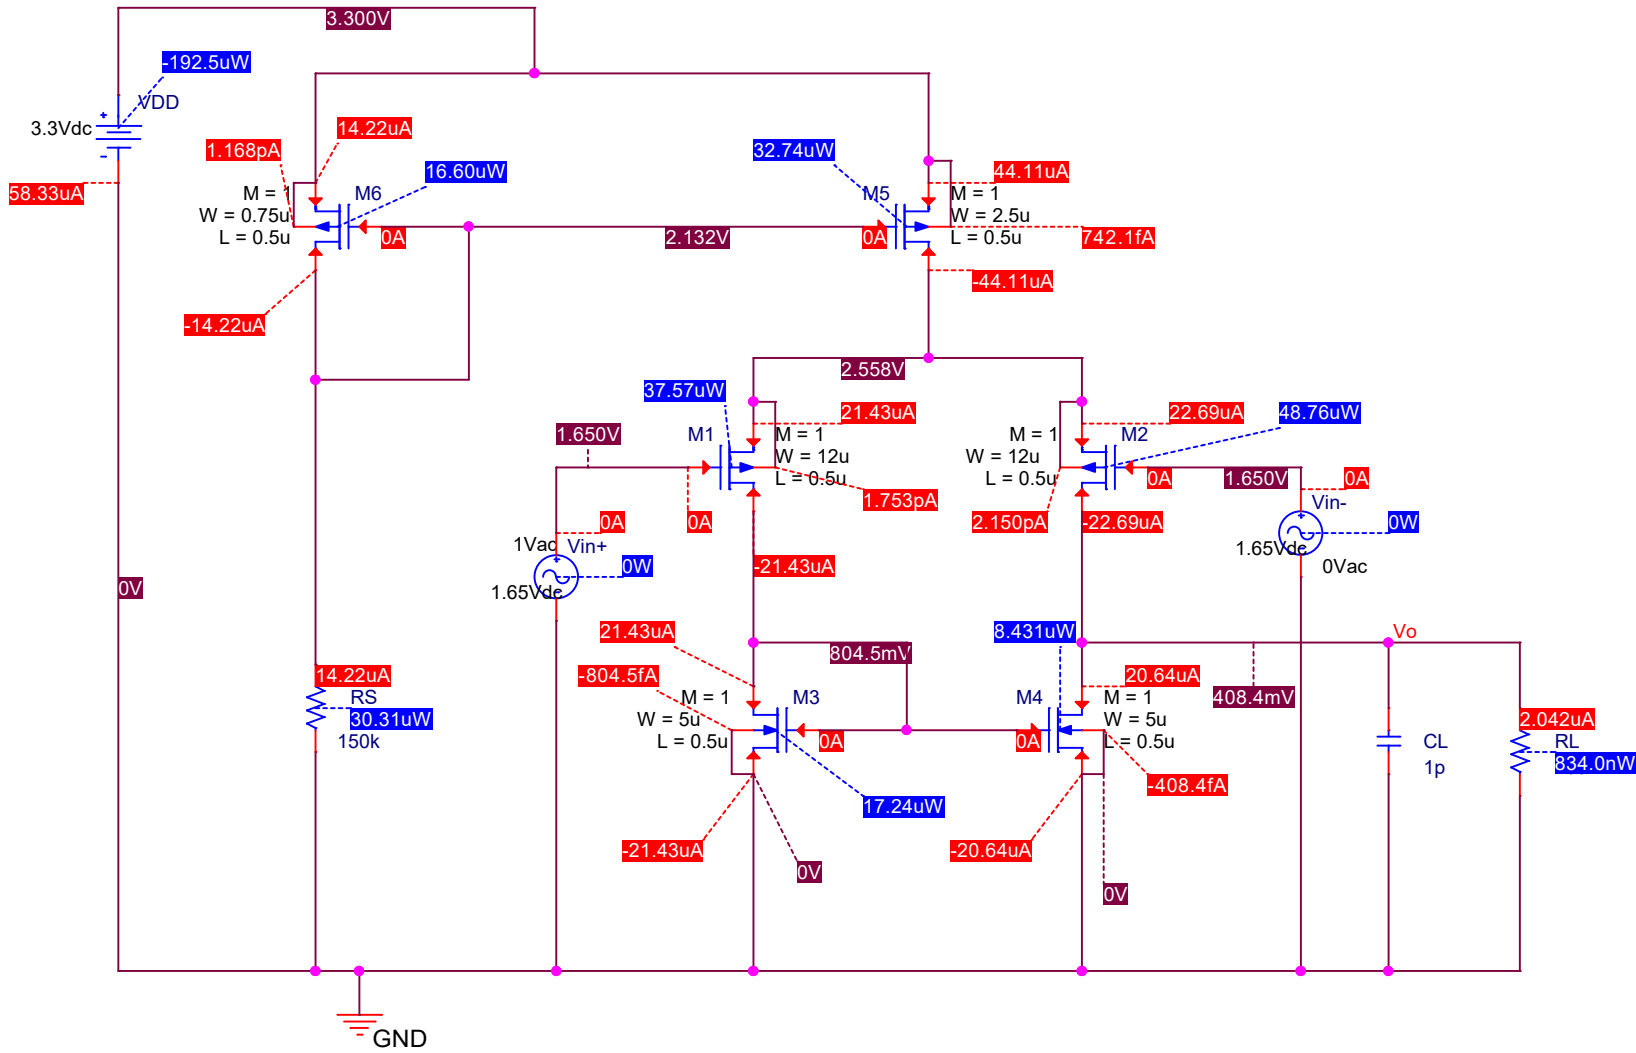 3.300V
-192.5uW
VDD
3.3Vdc
14.22uA
1.168pA
16.60uW
32.74uW
44.11uA
58.33uA
M = 1
M6
W = 0.75u
L = 0.5u
M5
M = 1
W = 2.5u
L = 0.5u
0A
2.132V
0A
742.1fA
-44.11uA
-14.22uA
2.558V
37.57uW
21.43uA
22.69uA
48.76uW
1.650V
M1
M = 1
W = 12u
L = 0.5u
M = 1
W = 12u
L = 0.5u
M2
1.650V
0A
0A
1.753pA
2.150pA
-22.69uA
0A
0A
Vin-
0W
1Vac
Vin+
0W
1.65Vdc
1.65Vdc
0Vac
-21.43uA
0V
21.43uA
8.431uW
Vo
804.5mV
-804.5fA
14.22uA
20.64uA
408.4mV
RS
30.31uW
150k
M = 1
W = 5u
L = 0.5u
M3
M4
M = 1
W = 5u
L = 0.5u
0A
0A
2.042uA
CL
1p
RL
834.0nW
-408.4fA
17.24uW
-21.43uA
-20.64uA
0V
0V
GND